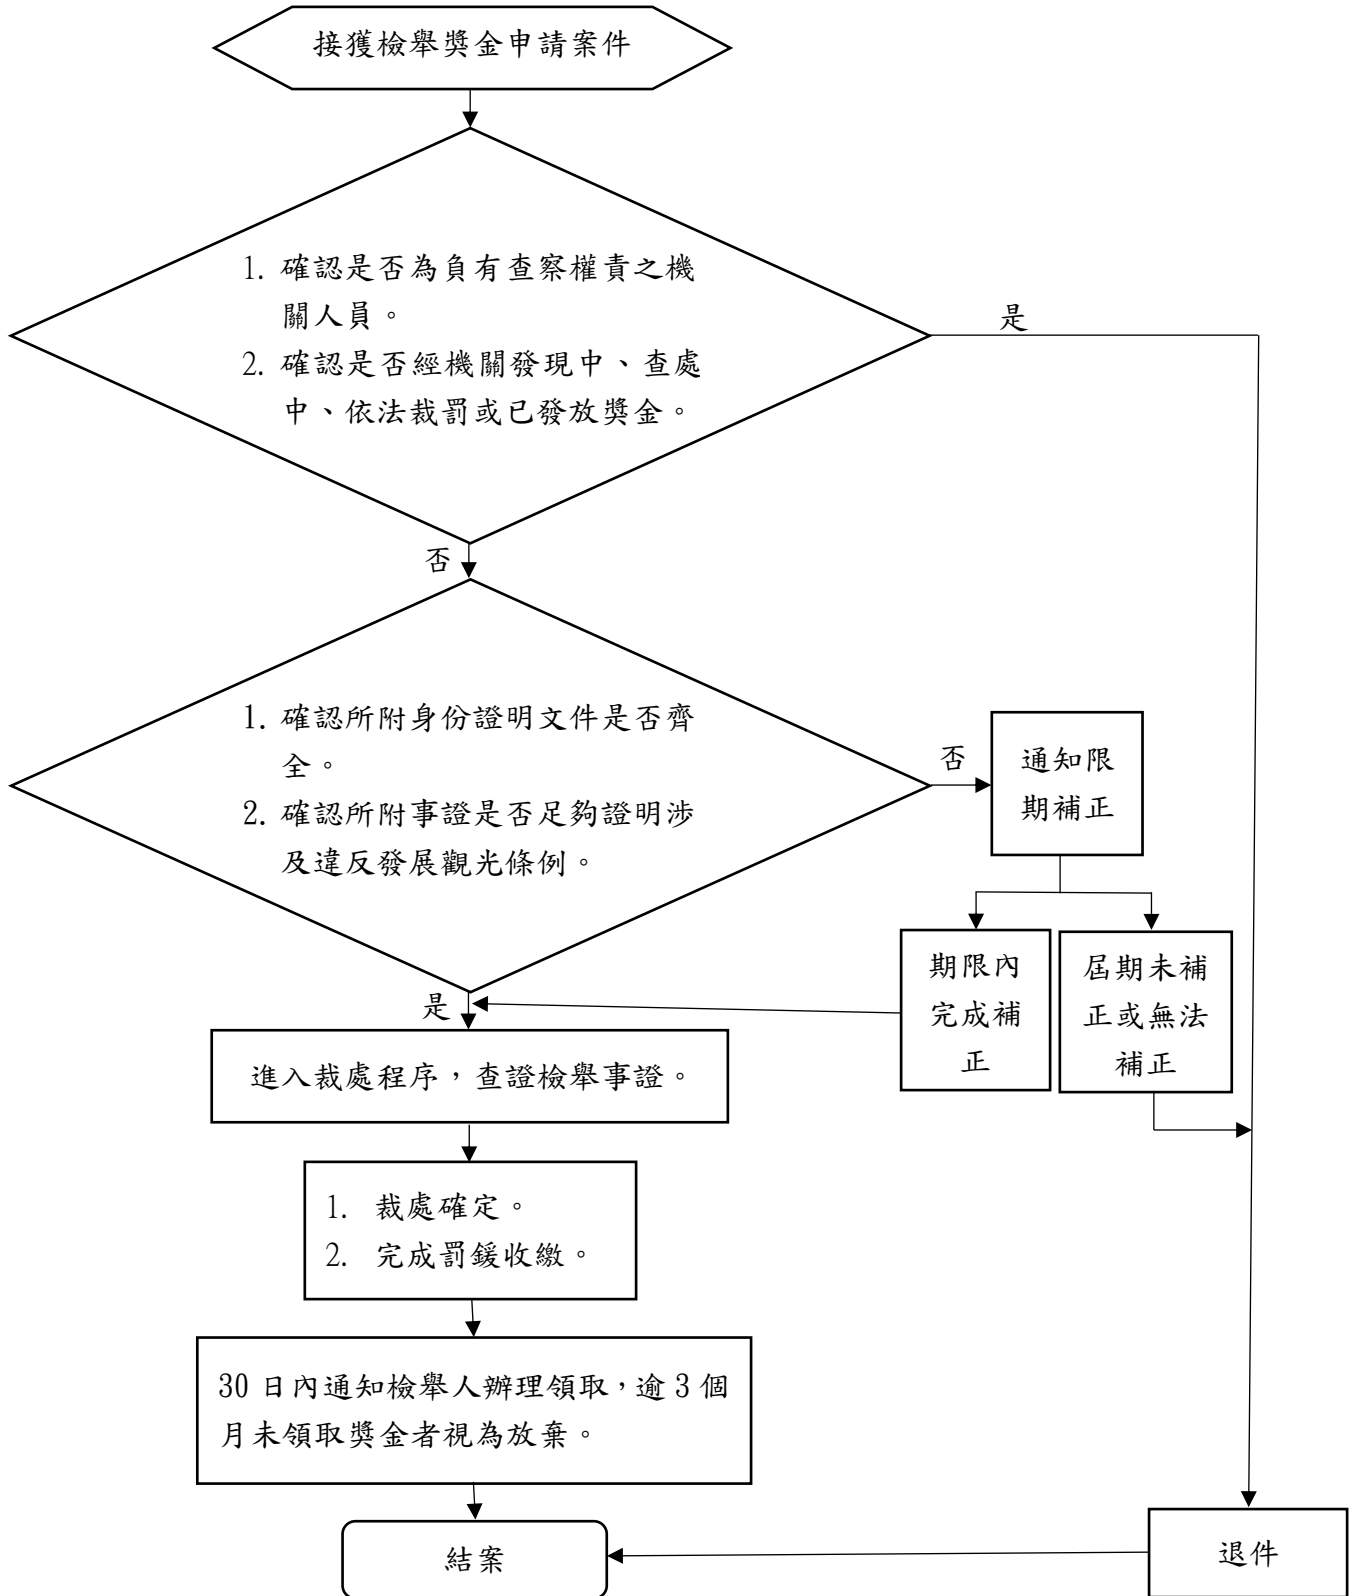 接獲檢舉獎金申請案件
1. 確認是否為負有查察權責之機
關人員。
2. 確認是否經機關發現中、查處
中、依法裁罰或已發放獎金。
是
否
1. 確認所附身份證明文件是否齊
全。
2. 確認所附事證是否足夠證明涉
及違反發展觀光條例。
否
通知限
期補正
期限內
完成補
正
屆期未補
正或無法
補正
是
進入裁處程序，查證檢舉事證。
1. 裁處確定。
2. 完成罰鍰收繳。
30 日內通知檢舉人辦理領取，逾 3 個
月未領取獎金者視為放棄。
結案
退件